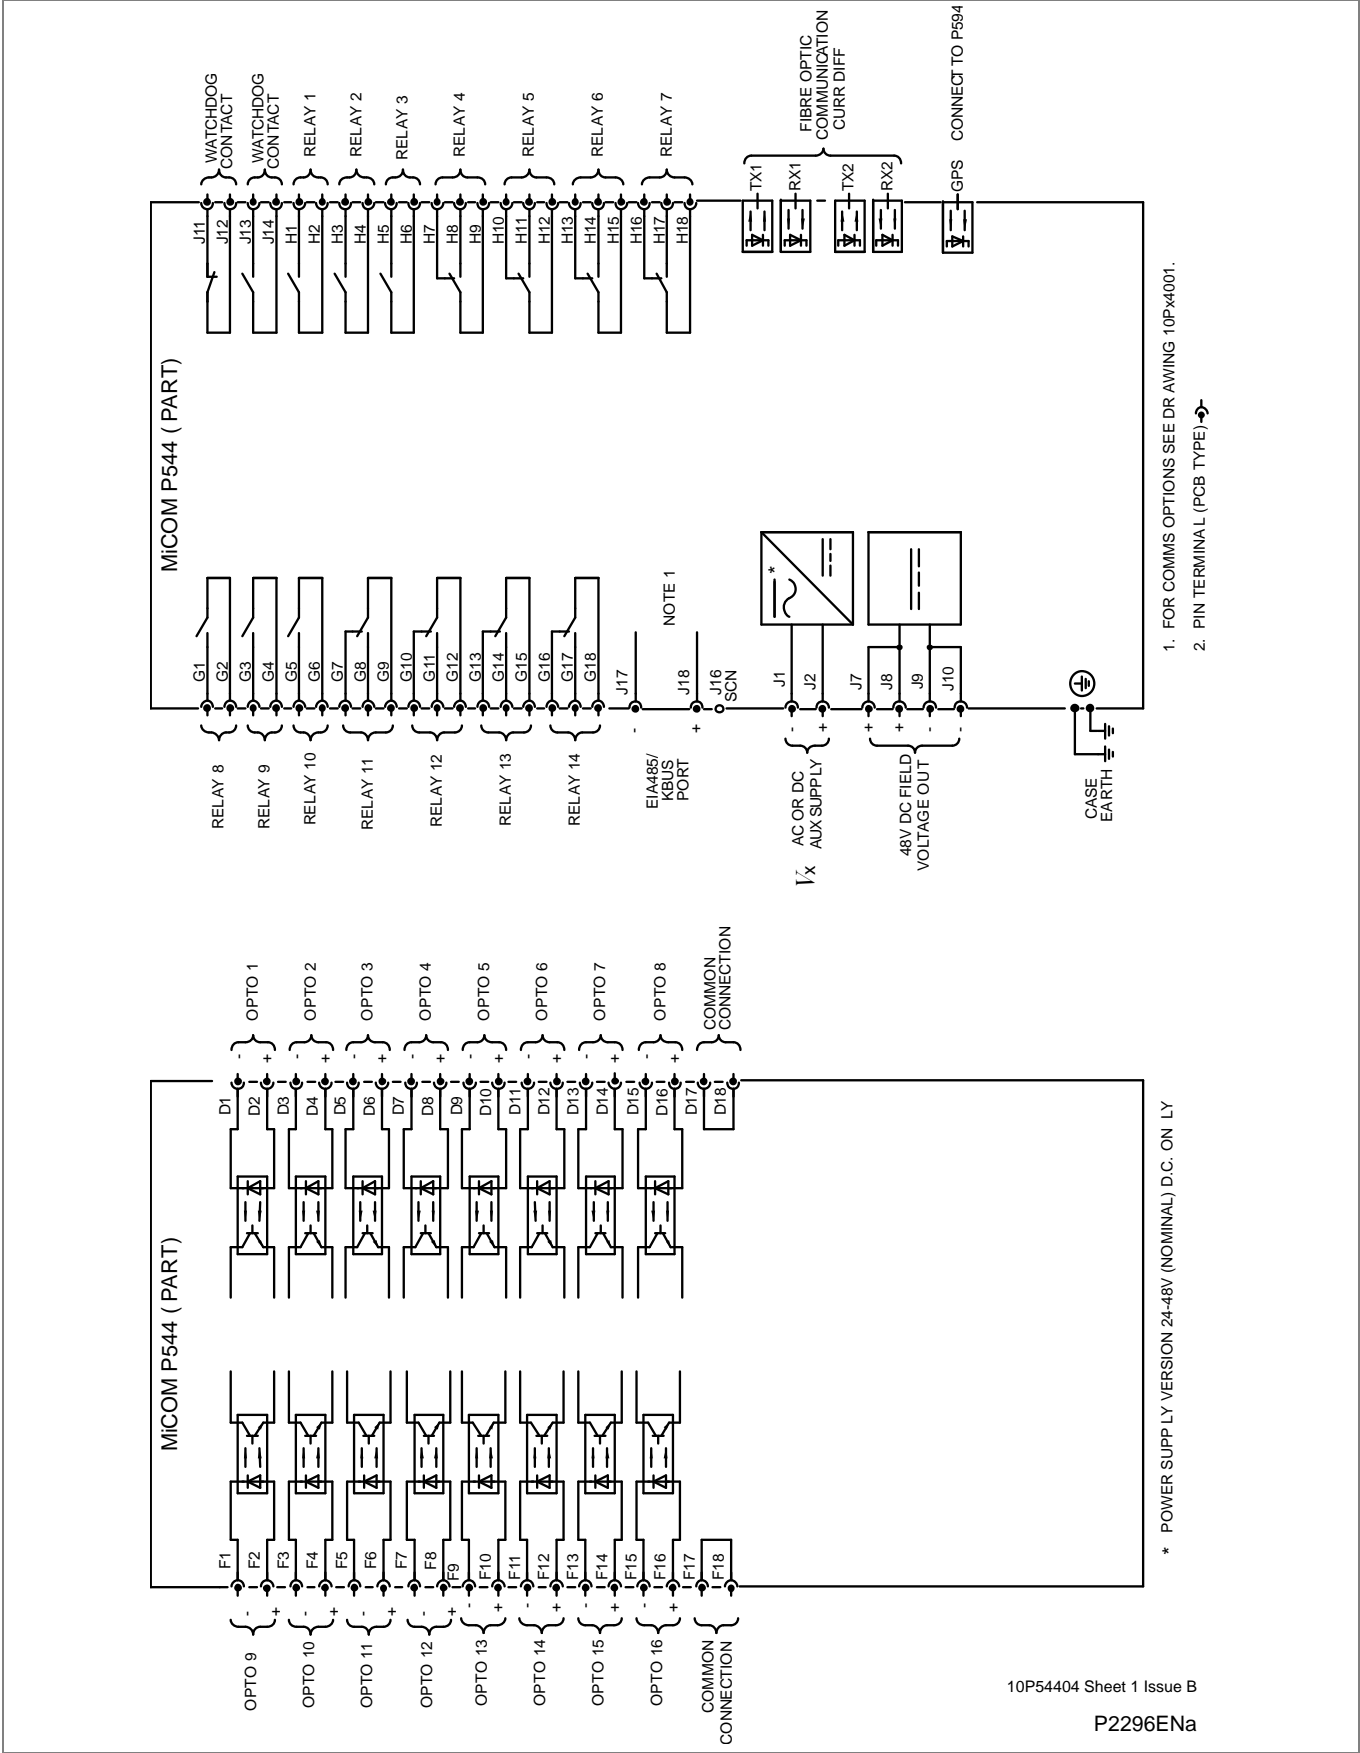 MiCOM P544 ( PART)
J11
J12
J13
J14
H1
H2
H3
H4
H5
H6
H7
H8
H9
H10
H11
H12
H13
H14
H15
H16
H17
H18
WATCHDOG
CONTACT
WATCHDOG
CONTACT
RELAY 1
RELAY 2
RELAY 3
RELAY 4
RELAY 5
RELAY 6
RELAY 7
TX1
RX1
TX2
RX2
FIBRE OPTIC
COMMUNICATION
CURR DIFF
GPS CONNECT TO P594
G1
G2
G3
G4
G5
G6
G7
G8
G9
G10
G11
G12
G13
G14
G15
G16
G17
G18
RELAY 8
RELAY 9
RELAY 10
RELAY 11
RELAY 12
RELAY 13
RELAY 14
J17
J18
J16
SCN
NOTE 1
-
+
EIA485/
KBUS
PORT
*
J1
J2
-
+
Vx
AC OR DC
AUX SUPPLY
J7
J8
J9
J10
+
+
-
-
48V DC FIELD
VOLTAGE OUT
CASE
EARTH
1. FOR COMMS OPTIONS SEE DR AWING 10Px4001.
2. PIN TERMINAL (PCB TYPE)
MiCOM P544 ( PART)
D1
D2
D3
D4
D5
D6
D7
D8
D9
D10
D11
D12
D13
D14
D15
D16
D17
D18
- +
OPTO 1
- +
OPTO 2
- +
OPTO 3
- +
OPTO 4
- +
OPTO 5
- +
OPTO 6
- +
OPTO 7
- +
OPTO 8
COMMON
CONNECTION
F1
F2
F3
F4
F5
F6
F7
F8
F9
F10
F11
F12
F13
F14
F15
F16
F17
F18
- +
OPTO 9
- +
OPTO 10
- +
OPTO 11
- +
OPTO 12
- +
OPTO 13
- +
OPTO 14
- +
OPTO 15
- +
OPTO 16
COMMON
CONNECTION
* POWER SUPP LY VERSION 24-48V (NOMINAL) D.C. ON LY
10P54404 Sheet 1 Issue B
P2296ENa